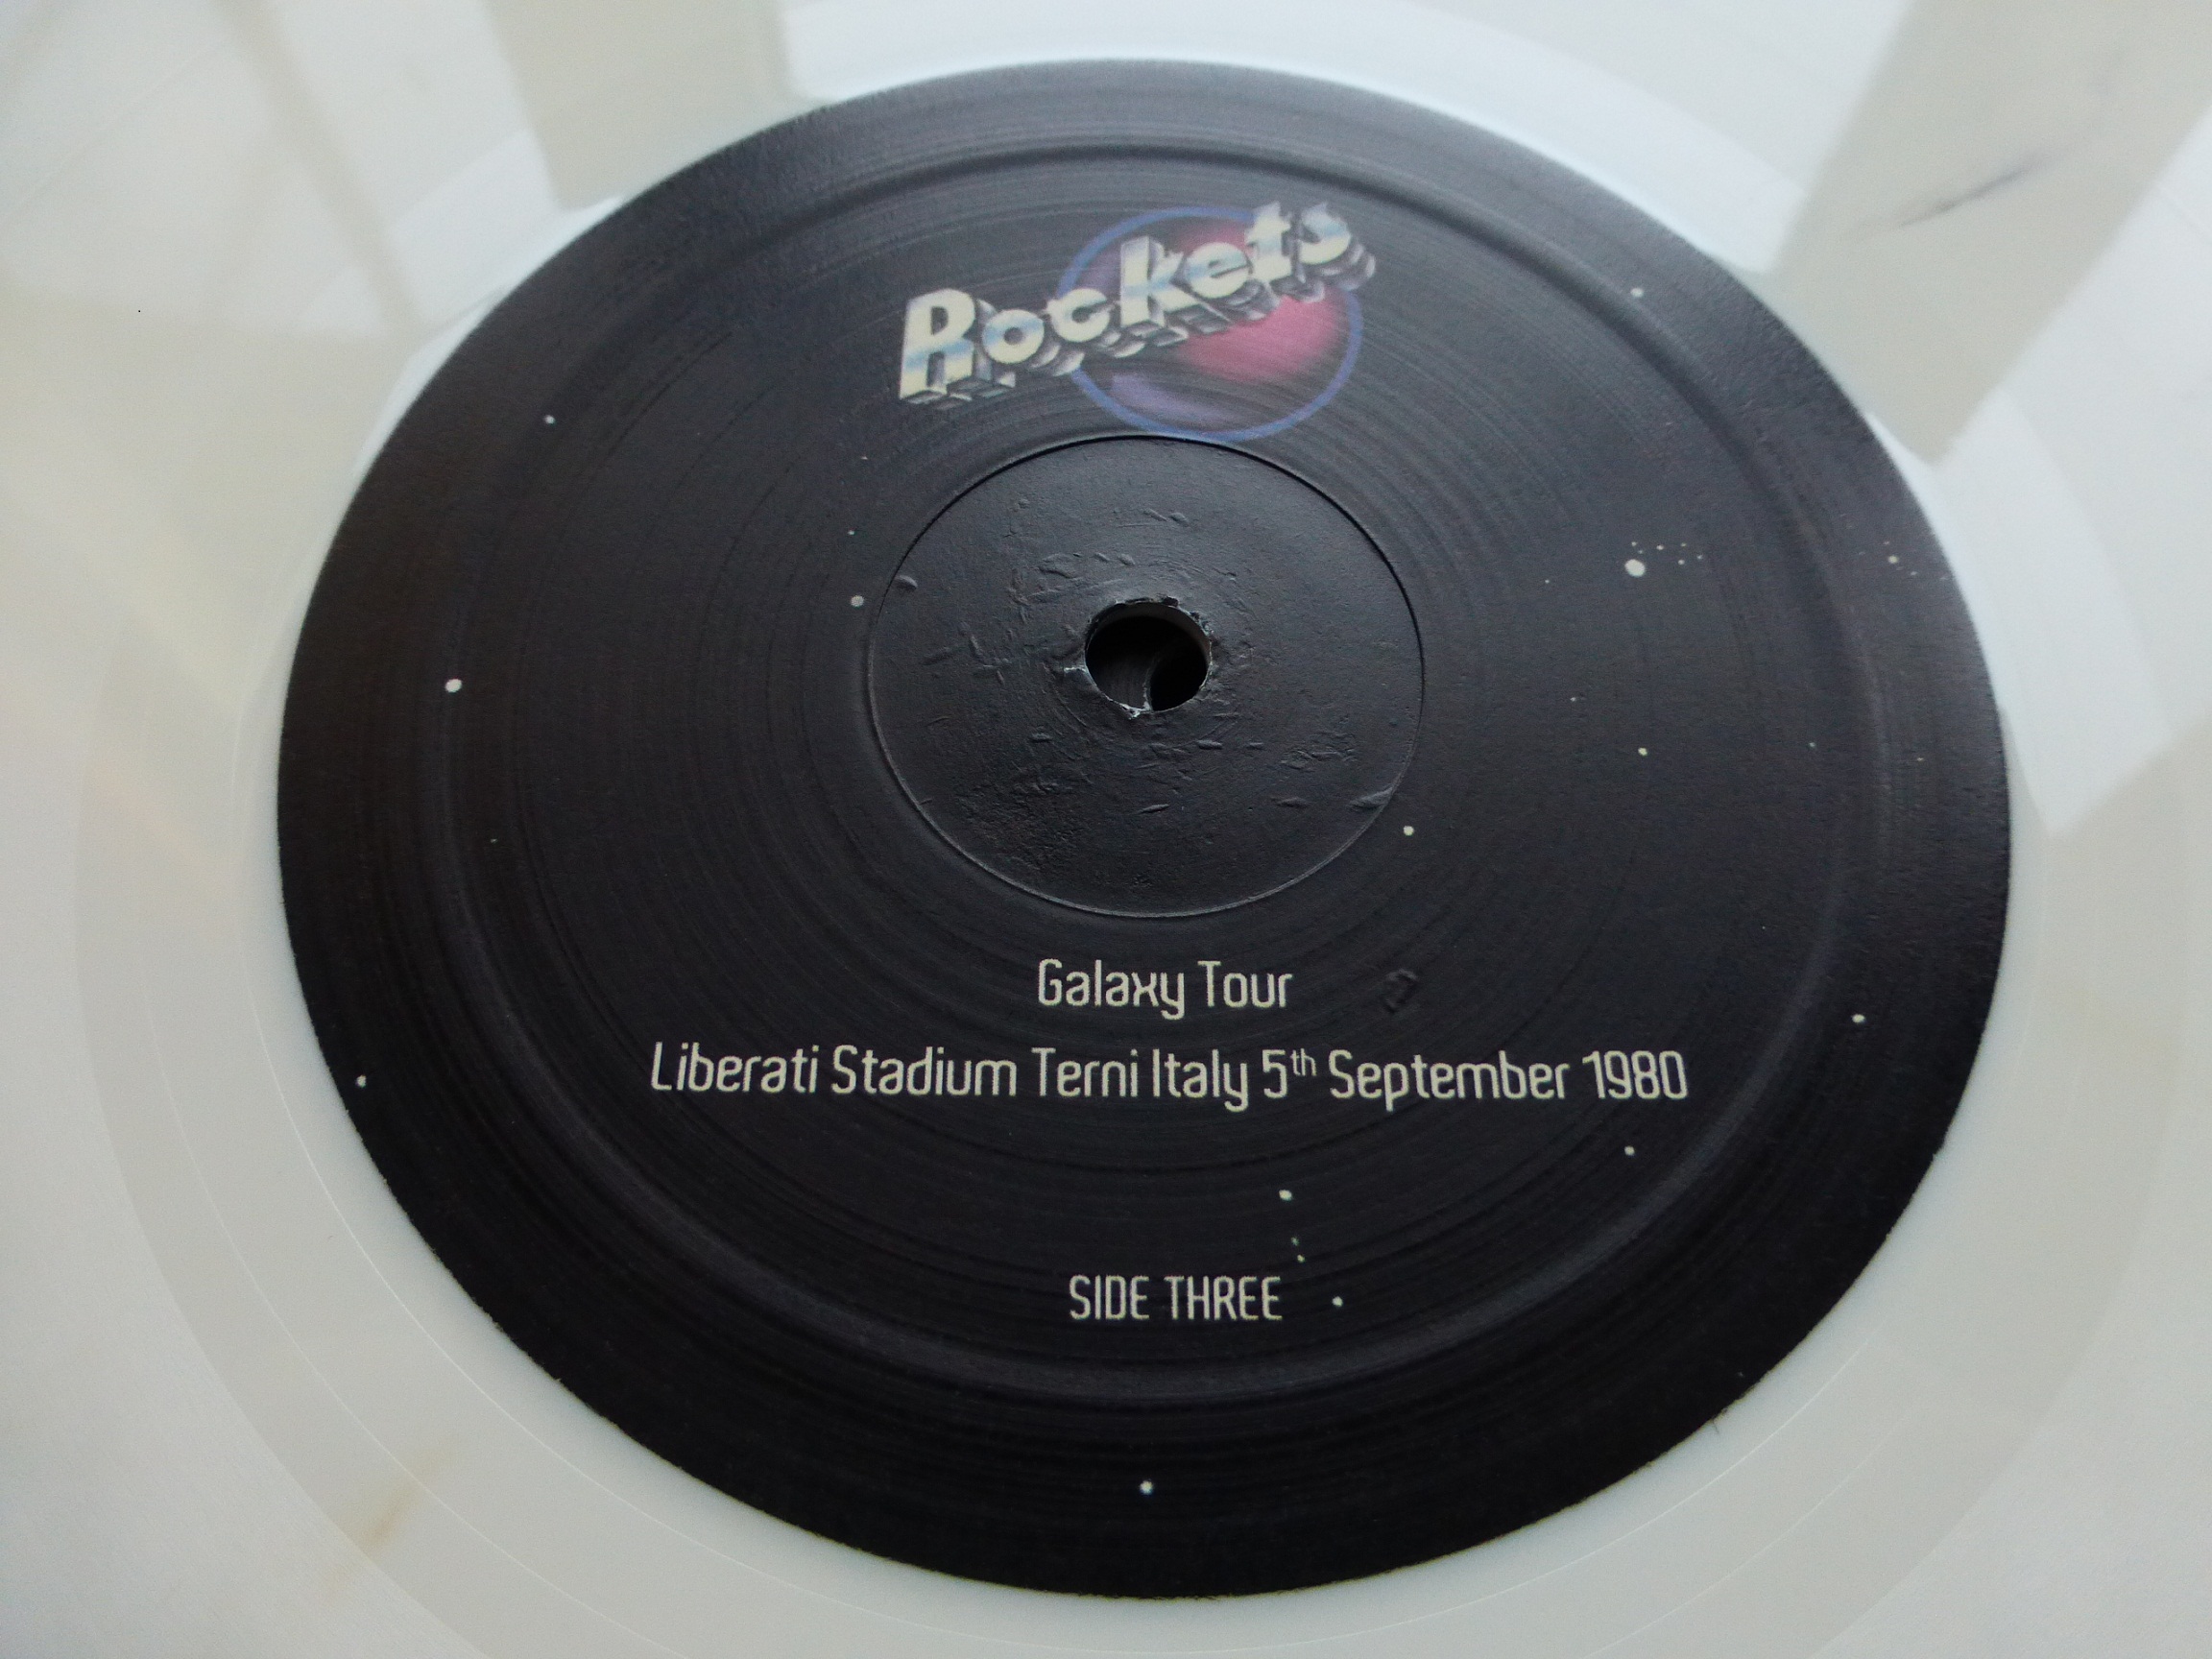 Rockets
Galaxy Tour
Liberati Stadium Terni Italy 5th September 1980
SIDE THREE